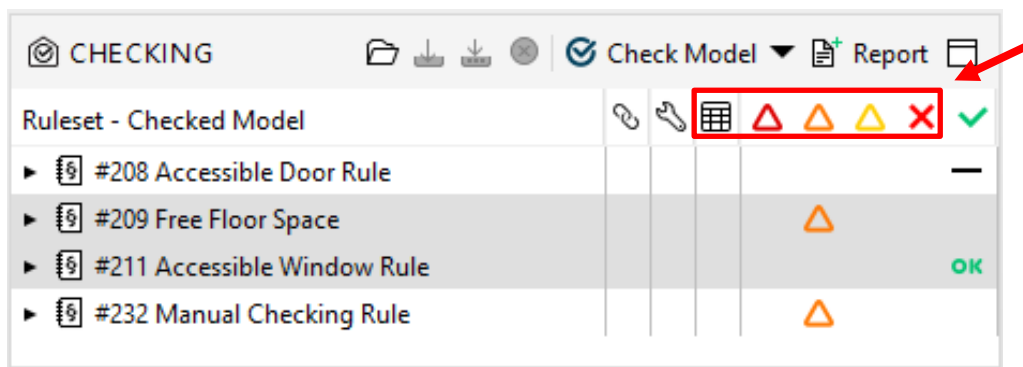 CHECKING Check Model Report
Ruleset - Checked Model
#208 Accessible Door Rule
#209 Free Floor Space
#211 Accessible Window Rule OK
#232 Manual Checking Rule